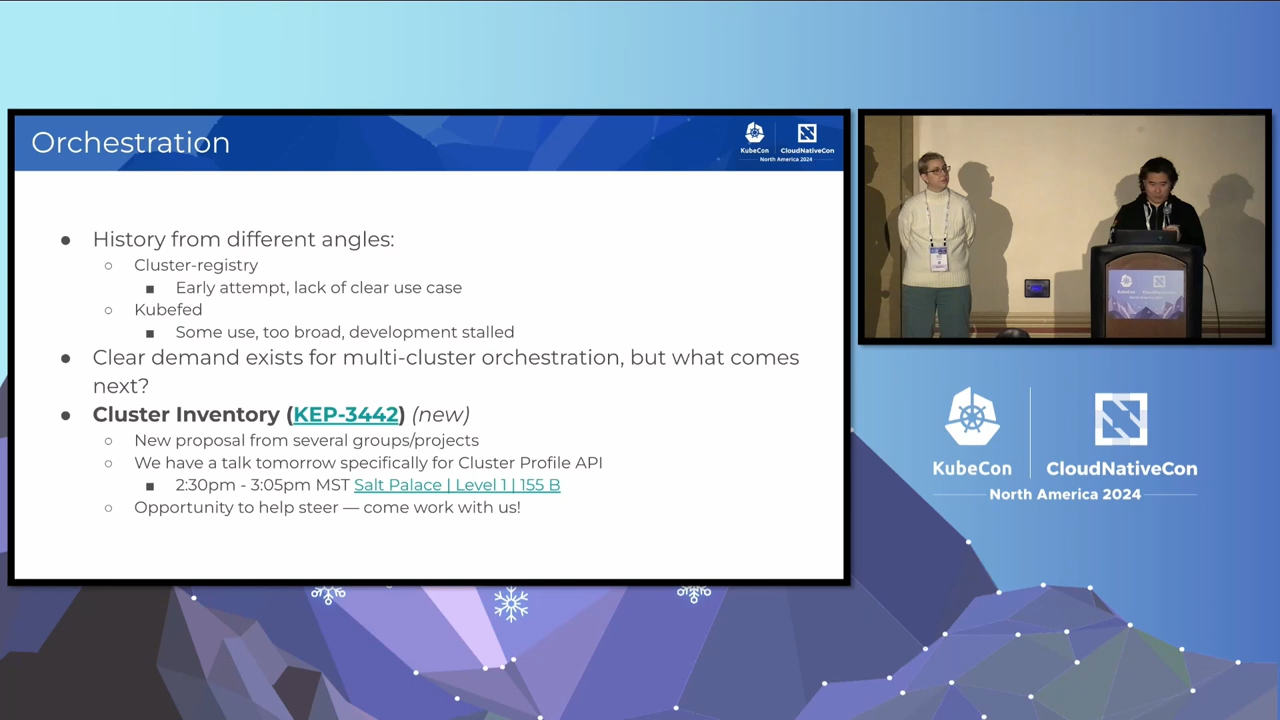 Orchestration
KubeCon
CloudNativeCon
North America 2024
● History from different angles:
○ Cluster-registry
■ Early attempt, lack of clear use case
○ Kubefed
■ Some use, too broad, development stalled
● Clear demand exists for multi-cluster orchestration, but what comes
next?
● Cluster Inventory (KEP-3442) (new)
○ New proposal from several groups/projects
○ We have a talk tomorrow specifically for Cluster Profile API
■ 2:30pm - 3:05pm MST Salt Palace | Level 1 | 155 B
○ Opportunity to help steer — come work with us!
KubeCon
CloudNativeCon
North America 2024